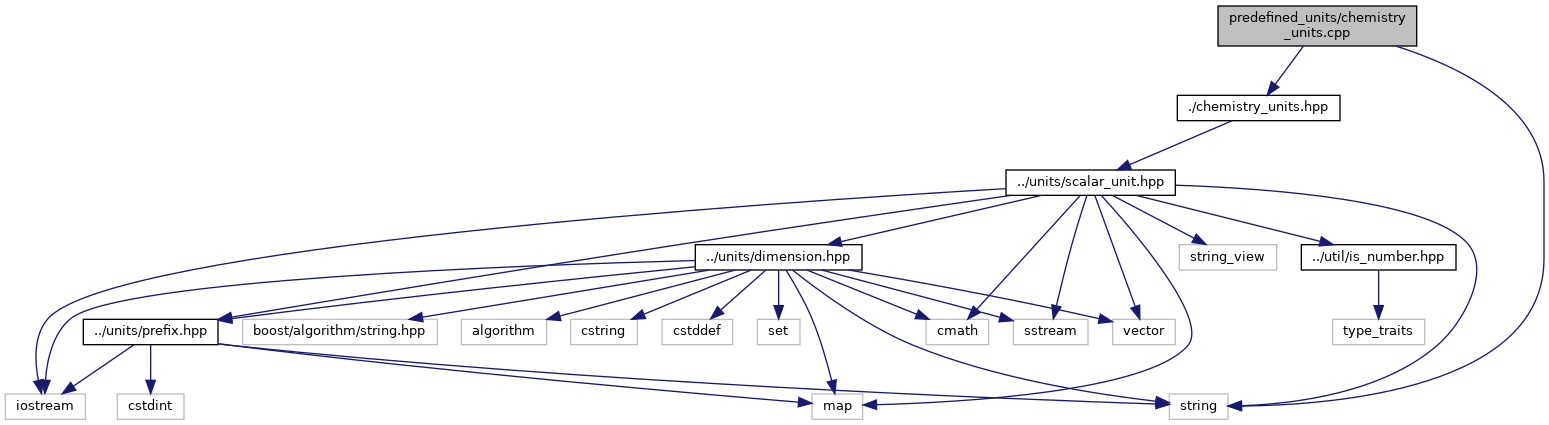 predefined_units/chemistry
_units.cpp
./chemistry_units.hpp
../units/scalar_unit.hpp
../units/dimension.hpp
string_view
../util/is_number.hpp
../units/prefix.hpp
boost/algorithm/string.hpp
algorithm
cstring
cstddef
set
cmath
sstream
vector
type_traits
iostream
cstdint
map
string